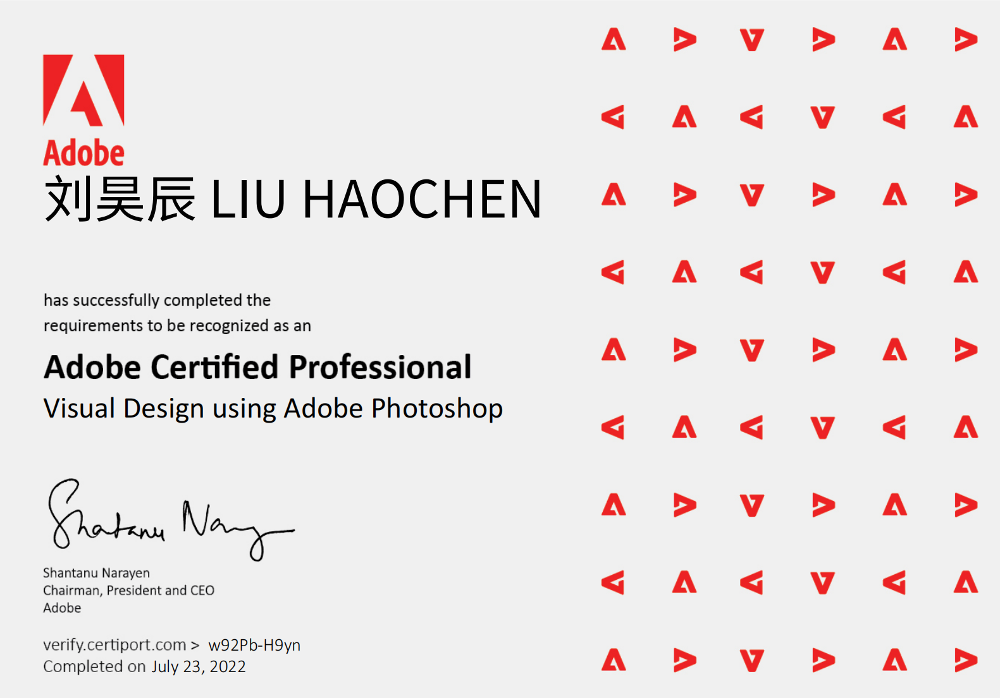 Adobe
刘昊辰 LIU HAOCHEN
has successfully completed the
requirements to be recognized as an
Adobe Certified Professional
Visual Design using Adobe Photoshop
Shantanu Narayen
Shantanu Narayen
Chairman, President and CEO
Adobe
verify.certiport.com > w92Pb-H9yn
Completed on July 23, 2022